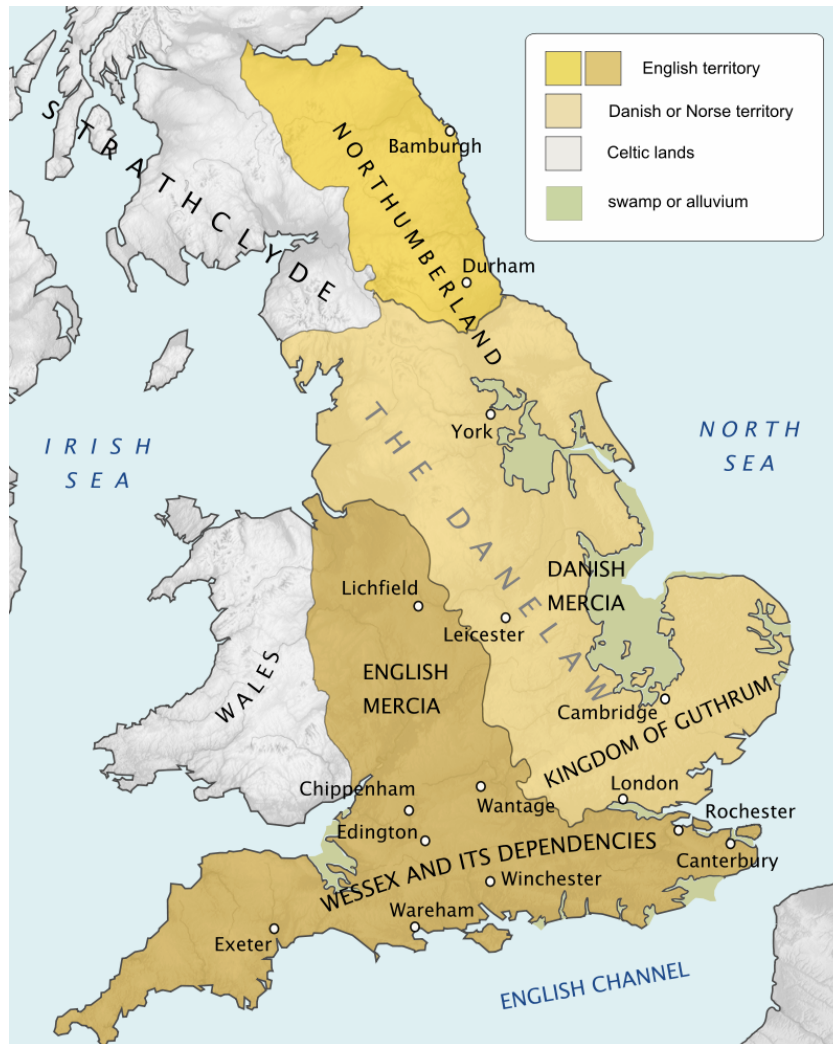 English territory
Danish or Norse territory
Celtic lands
swamp or alluvium
STRATHCLYDE
NORTHUMBERLAND
Bamburgh
Durham
THE DANELAW
York
IRISH
SEA
NORTH
SEA
DANISH
MERCIA
Lichfield
Leicester
ENGLISH
MERCIA
WALES
Cambridge
KINGDOM OF GUTHRUM
Chippenham
Wantage
London
Rochester
Edington
WESSEX AND ITS DEPENDENCIES
Canterbury
Winchester
Wareham
Exeter
ENGLISH CHANNEL